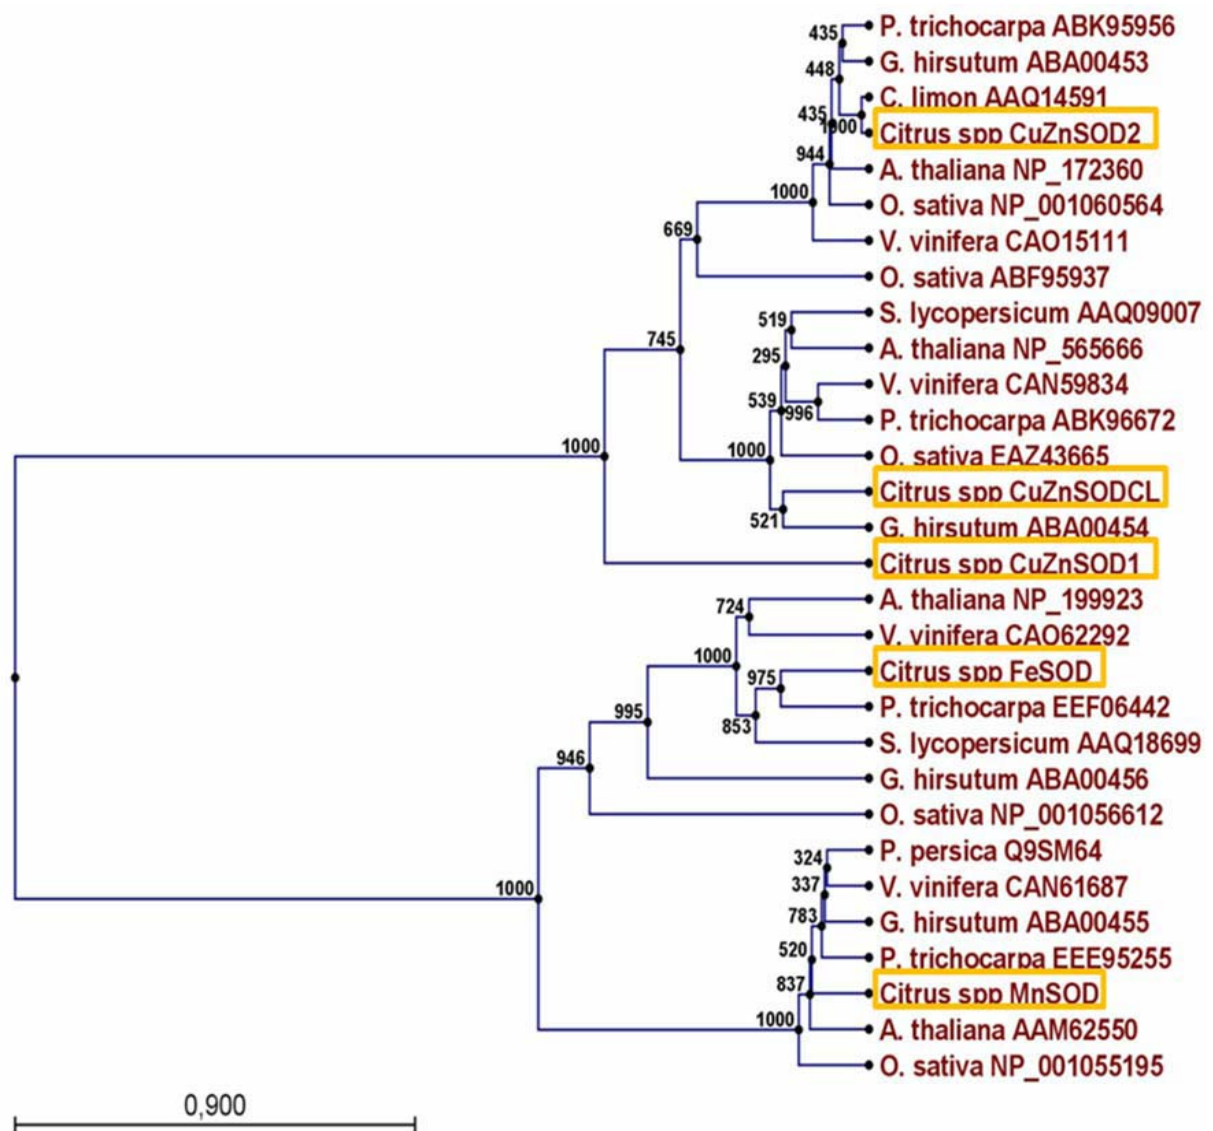 435
P. trichocarpa ABK95956
G. hirsutum ABA00453
448
C. limon AAQ14591
435
1000
Citrus spp CuZnSOD2
944
A. thaliana NP_172360
1000
O. sativa NP_001060564
669
V. vinifera CAO15111
O. sativa ABF95937
519
S. lycopersicum AAQ09007
745
295
A. thaliana NP_565666
V. vinifera CAN59834
539
996
P. trichocarpa ABK96672
1000
1000
O. sativa EAZ43665
Citrus spp CuZnSODCL
521
G. hirsutum ABA00454
Citrus spp CuZnSOD1
724
A. thaliana NP_199923
V. vinifera CAO62292
1000
975
Citrus spp FeSOD
995
853
P. trichocarpa EEF06442
S. lycopersicum AAQ18699
946
G. hirsutum ABA00456
O. sativa NP_001056612
324
P. persica Q9SM64
1000
337
V. vinifera CAN61687
783
G. hirsutum ABA00455
520
P. trichocarpa EEE95255
837
Citrus spp MnSOD
1000
A. thaliana AAM62550
O. sativa NP_001055195
0,900